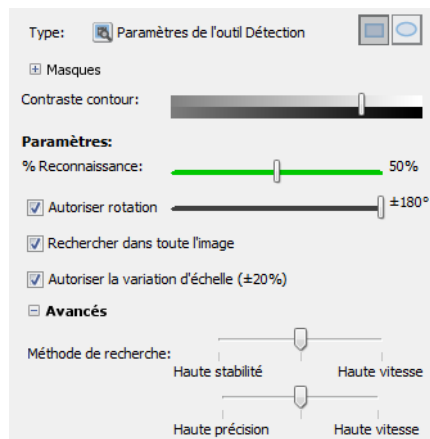 Type: Paramètres de l'outil Détection
Masques
Contraste contour:
Paramètres:
% Reconnaissance: 50%
Autoriser rotation ±180°
Rechercher dans toute l'image
Autoriser la variation d'échelle (±20%)
Avancés
Méthode de recherche:
Haute stabilité Haute vitesse
Haute précision Haute vitesse